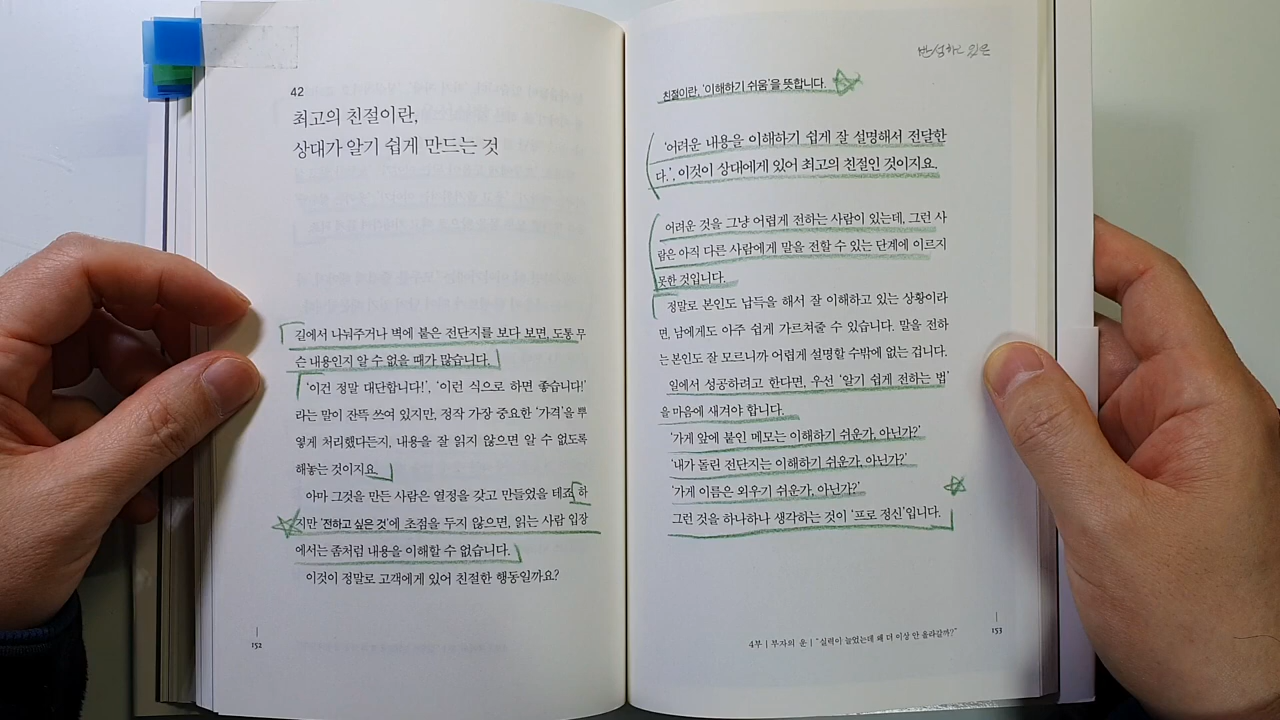 42
최고의 친절이란,
상대가 알기 쉽게 만드는 것
길에서 나눠주거나 벽에 붙은 전단지를 보다 보면, 도통 무
슨 내용인지 알 수 없을 때가 많습니다.
'이건 정말 대단합니다!', '이런 식으로 하면 좋습니다!'
라는 말이 잔뜩 쓰여 있지만, 정작 가장 중요한 '가격'을 뿌
옇게 처리했다든지, 내용을 잘 읽지 않으면 알 수 없도록
해놓는 것이지요.
아마 그것을 만든 사람은 열정을 갖고 만들었을 테죠. 하
지만 '전하고 싶은 것'에 초점을 두지 않으면, 읽는 사람 입장
에서는 좀처럼 내용을 이해할 수 없습니다.
이것이 정말로 고객에게 있어 친절한 행동일까요?
152
친절이란, '이해하기 쉬움'을 뜻합니다.
'어려운 내용을 이해하기 쉽게 잘 설명해서 전달한
다.', 이것이 상대에게 있어 최고의 친절인 것이지요.
어려운 것을 그냥 어렵게 전하는 사람이 있는데, 그런 사
람은 아직 다른 사람에게 말을 전할 수 있는 단계에 이르지
못한 것입니다.
정말로 본인도 납득을 해서 잘 이해하고 있는 상황이라
면, 남에게도 아주 쉽게 가르쳐줄 수 있습니다. 말을 전하
는 본인도 잘 모르니까 어렵게 설명할 수밖에 없는 겁니다.
일에서 성공하려고 한다면, 우선 '알기 쉽게 전하는 법'
을 마음에 새겨야 합니다.
'가게 앞에 붙인 메모는 이해하기 쉬운가, 아닌가?'
'내가 돌린 전단지는 이해하기 쉬운가, 아닌가?'
'가게 이름은 외우기 쉬운가, 아닌가?'
그런 것을 하나하나 생각하는 것이 '프로 정신'입니다.
4부 | 부자의 운 | "실력이 늘었는데 왜 더 이상 안 올라갈까?"
153